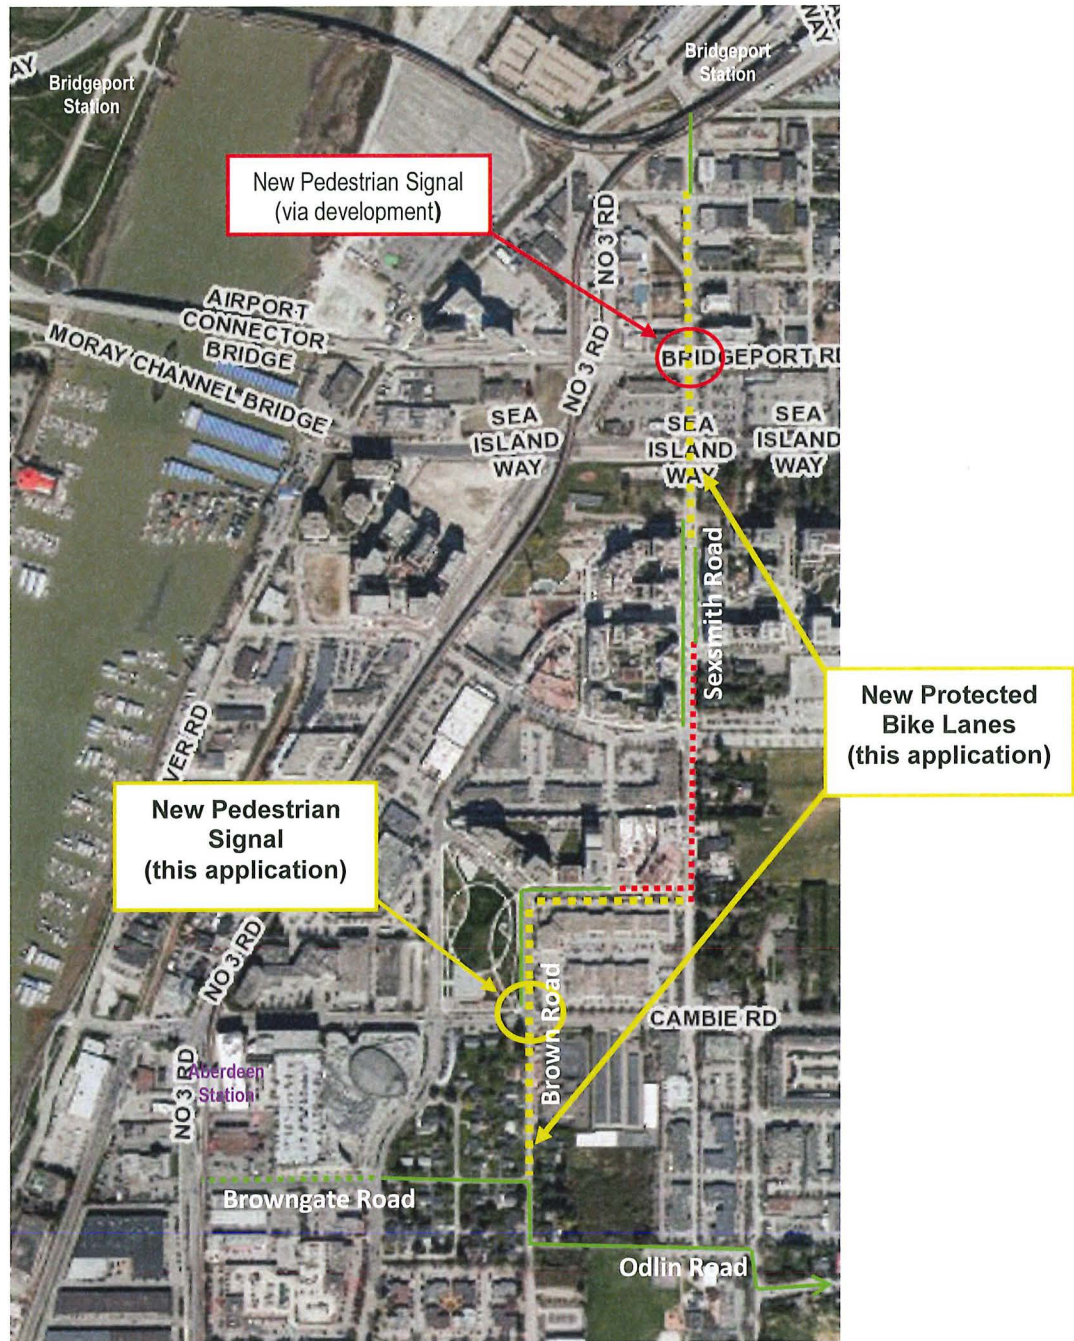 AY
WAY
Bridgeport
Station
Bridgeport
Station
New Pedestrian Signal
(via development)
NO 3 RD
AIRPORT
CONNECTOR
BRIDGE
MORAY CHANNEL BRIDGE
NO 3 RD
BRIDGEPORT RD
SEA
ISLAND
WAY
SEA
ISLAND
WAY
SEA
ISLAND
WAY
Sexsmith Road
New Protected
Bike Lanes
(this application)
VER RD
New Pedestrian
Signal
(this application)
NO 3 RD
Brown Road
CAMBIE RD
NO 3 RD
Aberdeen
Station
Browngate Road
Odlin Road